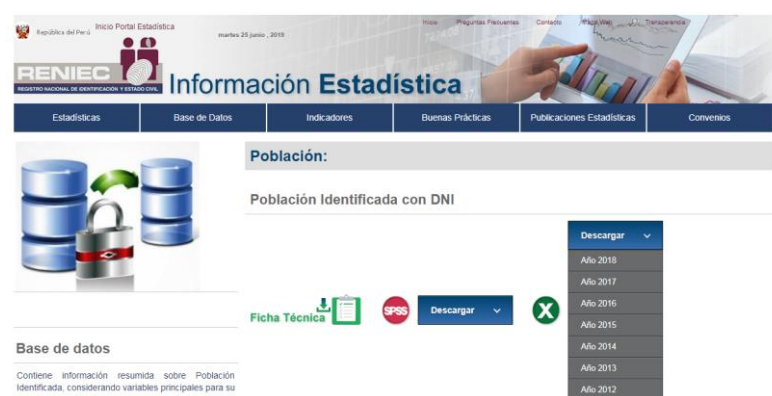 República del Perú
Inicio Portal Estadística
martes 25 junio , 2019
Inicio Preguntas Frecuentes Contacto Mapa Web Transparencia
RENIEC
REGISTRO NACIONAL DE IDENTIFICACIÓN Y ESTADO CIVIL
Información Estadística
Estadísticas Base de Datos Indicadores Buenas Prácticas Publicaciones Estadísticas Convenios
Población:
Población Identificada con DNI
Descargar
Año 2018
Año 2017
Año 2016
Año 2015
Año 2014
Año 2013
Año 2012
Ficha Técnica
SPSS
Descargar
X
Base de datos
Contiene información resumida sobre Población
Identificada, considerando variables principales para su